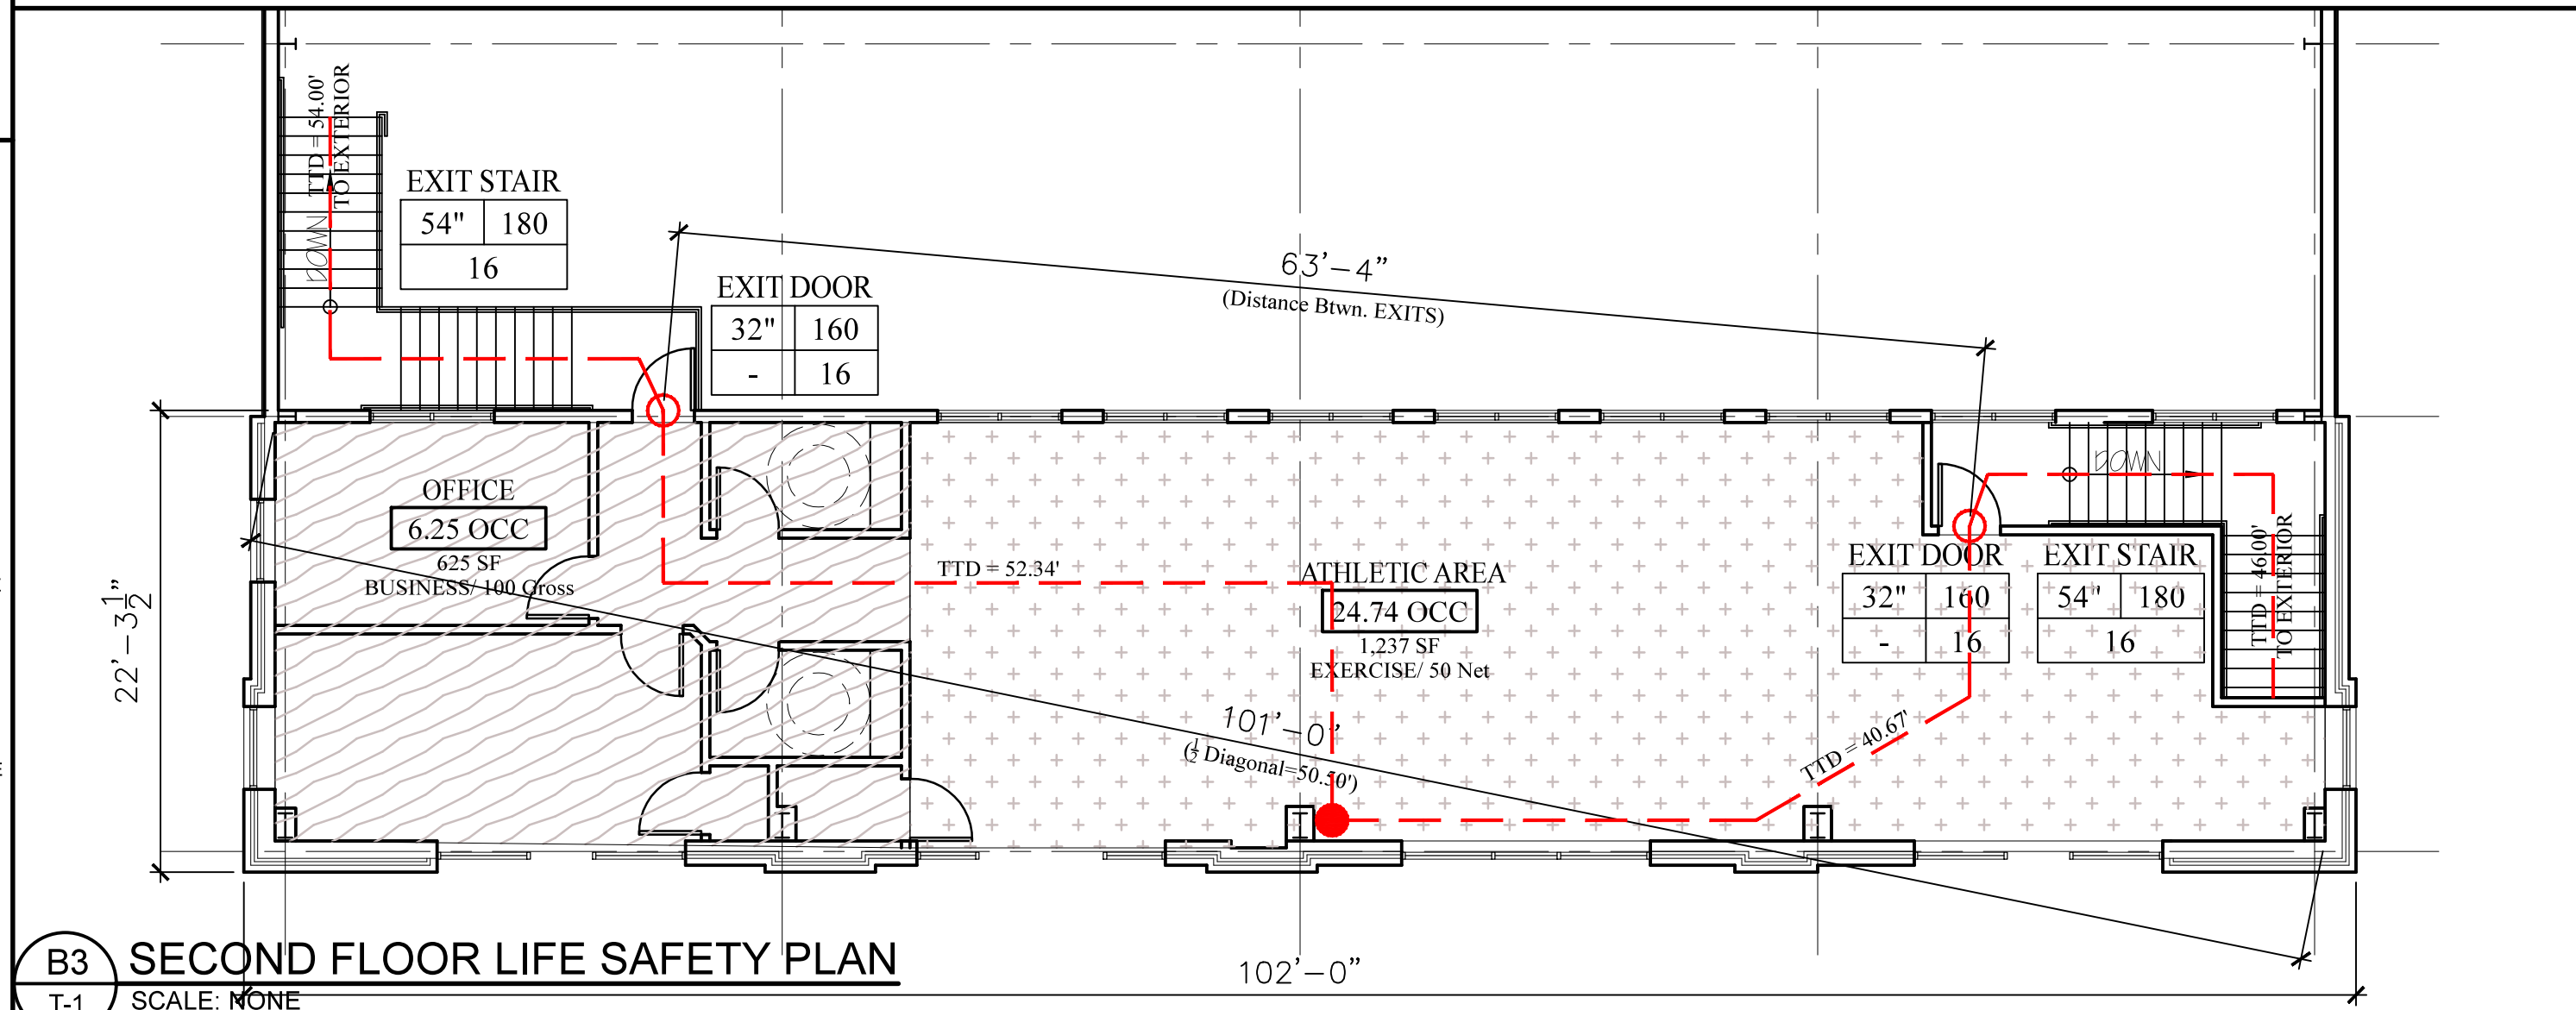 TTD = 54.00'
TO EXTERIOR
DOWN
EXIT STAIR
54" 180
16
EXIT DOOR
32" 160
- 16
63'-4"
(Distance Btwn. EXITS)
OFFICE
6.25 OCC
625 SF
BUSINESS/ 100 Gross
TTD = 52.34'
ATHLETIC AREA
24.74 OCC
1,237 SF
EXERCISE/ 50 Net
DOWN
EXIT DOOR
32" 160
- 16
EXIT STAIR
54" 180
16
TTD = 46.00'
TO EXTERIOR
TTD = 40.67'
101'-0"
(½ Diagonal=50.50')
22'-3½"
102'-0"
B3
T-1
SECOND FLOOR LIFE SAFETY PLAN
SCALE: NONE